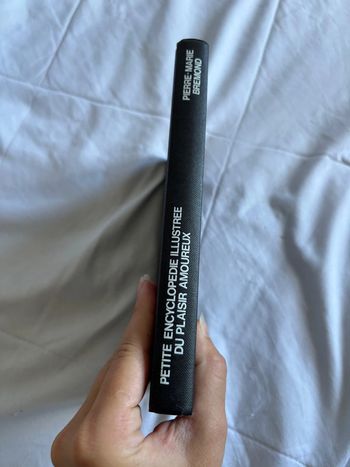 PIERRE-MARIE
BREMOND
PETITE ENCYCLOPEDIE ILLUSTREE
DU PLAISIR AMOUREUX